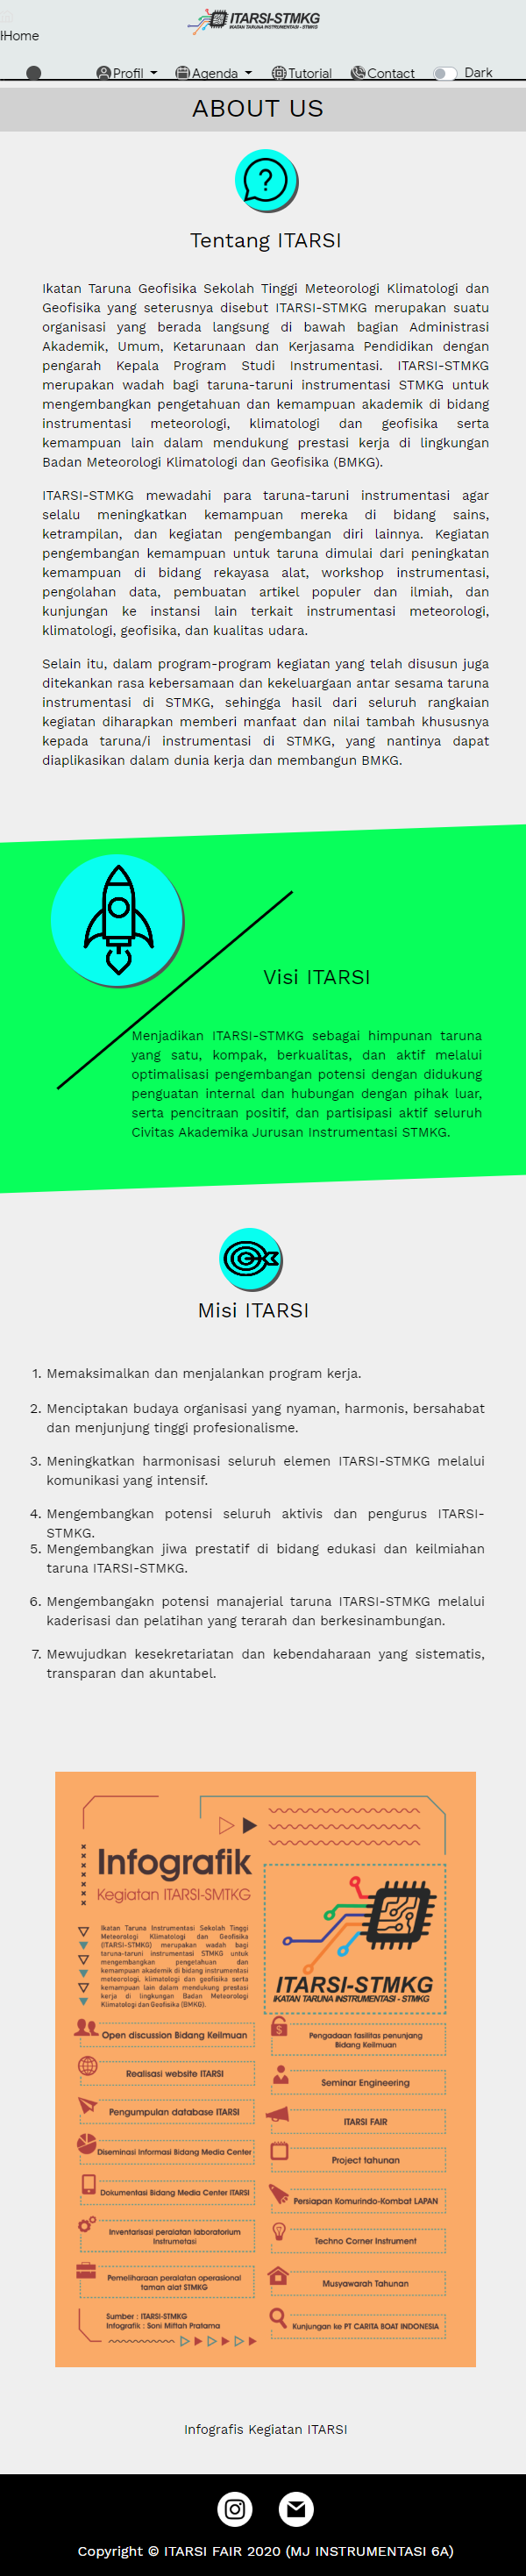 ITARSI-STMKG
IKATAN TARUNA INSTRUMENTASI - STMKG
Home
Profil
Agenda
Tutorial
Contact
Dark
ABOUT US
Tentang ITARSI
Ikatan Taruna Geofisika Sekolah Tinggi Meteorologi Klimatologi dan
Geofisika yang seterusnya disebut ITARSI-STMKG merupakan suatu
organisasi yang berada langsung di bawah bagian Administrasi
Akademik, Umum, Ketarunaan dan Kerjasama Pendidikan dengan
pengarah Kepala Program Studi Instrumentasi. ITARSI-STMKG
merupakan wadah bagi taruna-taruni instrumentasi STMKG untuk
mengembangkan pengetahuan dan kemampuan akademik di bidang
instrumentasi meteorologi, klimatologi dan geofisika serta
kemampuan lain dalam mendukung prestasi kerja di lingkungan
Badan Meteorologi Klimatologi dan Geofisika (BMKG).
ITARSI-STMKG mewadahi para taruna-taruni instrumentasi agar
selalu meningkatkan kemampuan mereka di bidang sains,
ketrampilan, dan kegiatan pengembangan diri lainnya. Kegiatan
pengembangan kemampuan untuk taruna dimulai dari peningkatan
kemampuan di bidang rekayasa alat, workshop instrumentasi,
pengolahan data, pembuatan artikel populer dan ilmiah, dan
kunjungan ke instansi lain terkait instrumentasi meteorologi,
klimatologi, geofisika, dan kualitas udara.
Selain itu, dalam program-program kegiatan yang telah disusun juga
ditekankan rasa kebersamaan dan kekeluargaan antar sesama taruna
instrumentasi di STMKG, sehingga hasil dari seluruh rangkaian
kegiatan diharapkan memberi manfaat dan nilai tambah khususnya
kepada taruna/i instrumentasi di STMKG, yang nantinya dapat
diaplikasikan dalam dunia kerja dan membangun BMKG.
Visi ITARSI
Menjadikan ITARSI-STMKG sebagai himpunan taruna
yang satu, kompak, berkualitas, dan aktif melalui
optimalisasi pengembangan potensi dengan didukung
penguatan internal dan hubungan dengan pihak luar,
serta pencitraan positif, dan partisipasi aktif seluruh
Civitas Akademika Jurusan Instrumentasi STMKG.
Misi ITARSI
1. Memaksimalkan dan menjalankan program kerja.
2. Menciptakan budaya organisasi yang nyaman, harmonis, bersahabat
dan menjunjung tinggi profesionalisme.
3. Meningkatkan harmonisasi seluruh elemen ITARSI-STMKG melalui
komunikasi yang intensif.
4. Mengembangkan potensi seluruh aktivis dan pengurus ITARSI-
STMKG.
5. Mengembangkan jiwa prestatif di bidang edukasi dan keilmiahan
taruna ITARSI-STMKG.
6. Mengembangakn potensi manajerial taruna ITARSI-STMKG melalui
kaderisasi dan pelatihan yang terarah dan berkesinambungan.
7. Mewujudkan kesekretariatan dan kebendaharaan yang sistematis,
transparan dan akuntabel.
Infografik
Kegiatan ITARSI-SMTKG
Ikatan Taruna Instrumentasi Sekolah Tinggi
Meteorologi Klimatologi dan Geofisika
(ITARSI-STMKG) merupakan wadah bagi
taruna-taruni instrumentasi STMKG untuk
mengembangkan pengetahuan dan
kemampuan akademik di bidang instrumentasi
meteorologi, klimatologi dan geofisika serta
kemampuan lain dalam mendukung prestasi
kerja di lingkungan Badan Meteorologi
Klimatologi dan Geofisika (BMKG).
ITARSI-STMKG
IKATAN TARUNA INSTRUMENTASI - STMKG
Open discussion Bidang Keilmuan
Pengadaan fasilitas penunjang
Bidang Keilmuan
Realisasi website ITARSI
Seminar Engineering
Pengumpulan database ITARSI
ITARSI FAIR
Diseminasi Informasi Bidang Media Center
Project tahunan
Dokumentasi Bidang Media Center ITARSI
Persiapan Komurindo-Kombat LAPAN
Inventarisasi peralatan laboratorium
Instrumetasi
Techno Corner Instrument
Pemeliharaan peralatan operasional
taman alat STMKG
Musyawarah Tahunan
Sumber : ITARSI-STMKG
Infografik : Soni Miftah Pratama
Kunjungan ke PT CARITA BOAT INDONESIA
Infografis Kegiatan ITARSI
Copyright © ITARSI FAIR 2020 (MJ INSTRUMENTASI 6A)